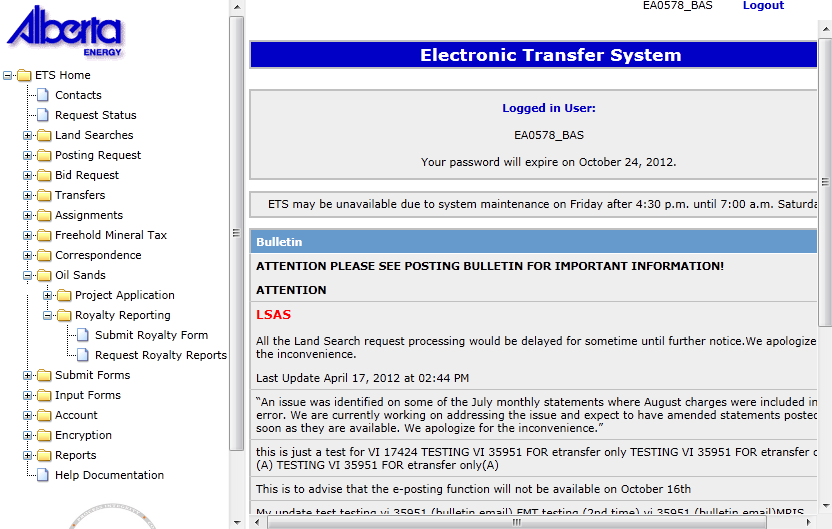 Alberta
ENERGY
ETS Home
Contacts
Request Status
Land Searches
Posting Request
Bid Request
Transfers
Assignments
Freehold Mineral Tax
Correspondence
Oil Sands
Project Application
Royalty Reporting
Submit Royalty Form
Request Royalty Reports
Submit Forms
Input Forms
Account
Encryption
Reports
Help Documentation
EA0578_BAS Logout
Electronic Transfer System
Logged in User:
EA0578_BAS
Your password will expire on October 24, 2012.
ETS may be unavailable due to system maintenance on Friday after 4:30 p.m. until 7:00 a.m. Saturda
Bulletin
ATTENTION PLEASE SEE POSTING BULLETIN FOR IMPORTANT INFORMATION!
ATTENTION
LSAS
All the Land Search request processing would be delayed for sometime until further notice.We apologize
the inconvenience.
Last Update April 17, 2012 at 02:44 PM
“An issue was identified on some of the July monthly statements where August charges were included in
error. We are currently working on addressing the issue and expect to have amended statements posted
soon as they are available. We apologize for the inconvenience.”
this is just a test for VI 17424 TESTING VI 35951 FOR etransfer only TESTING VI 35951 FOR etransfer
(A) TESTING VI 35951 FOR etransfer only(A)
This is to advise that the e-posting function will not be available on October 16th
My update test testing vi 35951 (bulletin email) EMT testing (2nd time) vi 35951 (bulletin email)MRIS